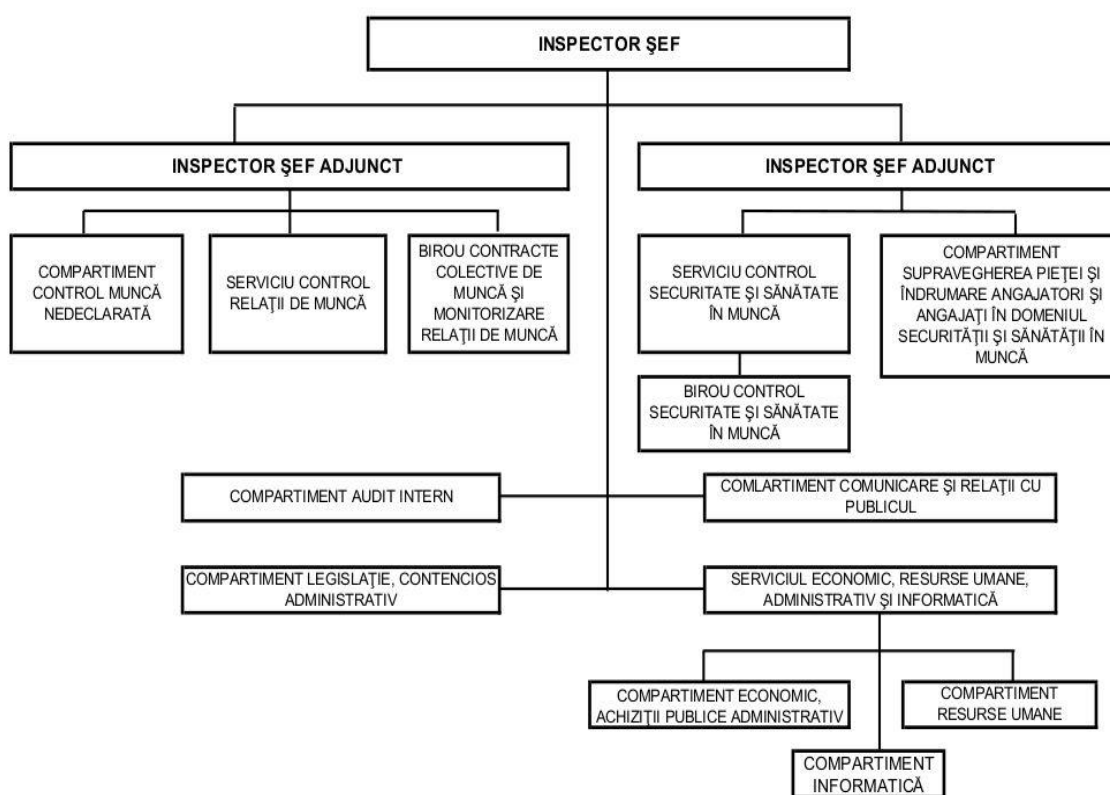 INSPECTOR ŞEF
INSPECTOR ŞEF ADJUNCT
INSPECTOR ŞEF ADJUNCT
COMPARTIMENT
CONTROL MUNCĂ
NEDECLARATĂ
SERVICIU CONTROL
RELAŢII DE MUNCĂ
BIROU CONTRACTE
COLECTIVE DE
MUNCĂ ŞI
MONITORIZARE
RELAŢII DE MUNCĂ
SERVICIU CONTROL
SECURITATE ŞI SĂNĂTATE
ÎN MUNCĂ
COMPARTIMENT
SUPRAVEGHEREA PIEŢEI ŞI
ÎNDRUMARE ANGAJATORI ŞI
ANGAJAŢI ÎN DOMENIUL
SECURITĂŢII ŞI SĂNĂTĂŢII ÎN
MUNCĂ
BIROU CONTROL
SECURITATE ŞI SĂNĂTATE
ÎN MUNCĂ
COMPARTIMENT AUDIT INTERN
COMLARTIMENT COMUNICARE ŞI RELAŢII CU
PUBLICUL
COMPARTIMENT LEGISLAŢIE, CONTENCIOS
ADMINISTRATIV
SERVICIUL ECONOMIC, RESURSE UMANE,
ADMINISTRATIV ŞI INFORMATICĂ
COMPARTIMENT ECONOMIC,
ACHIZIŢII PUBLICE ADMINISTRATIV
COMPARTIMENT
RESURSE UMANE
COMPARTIMENT
INFORMATICĂ